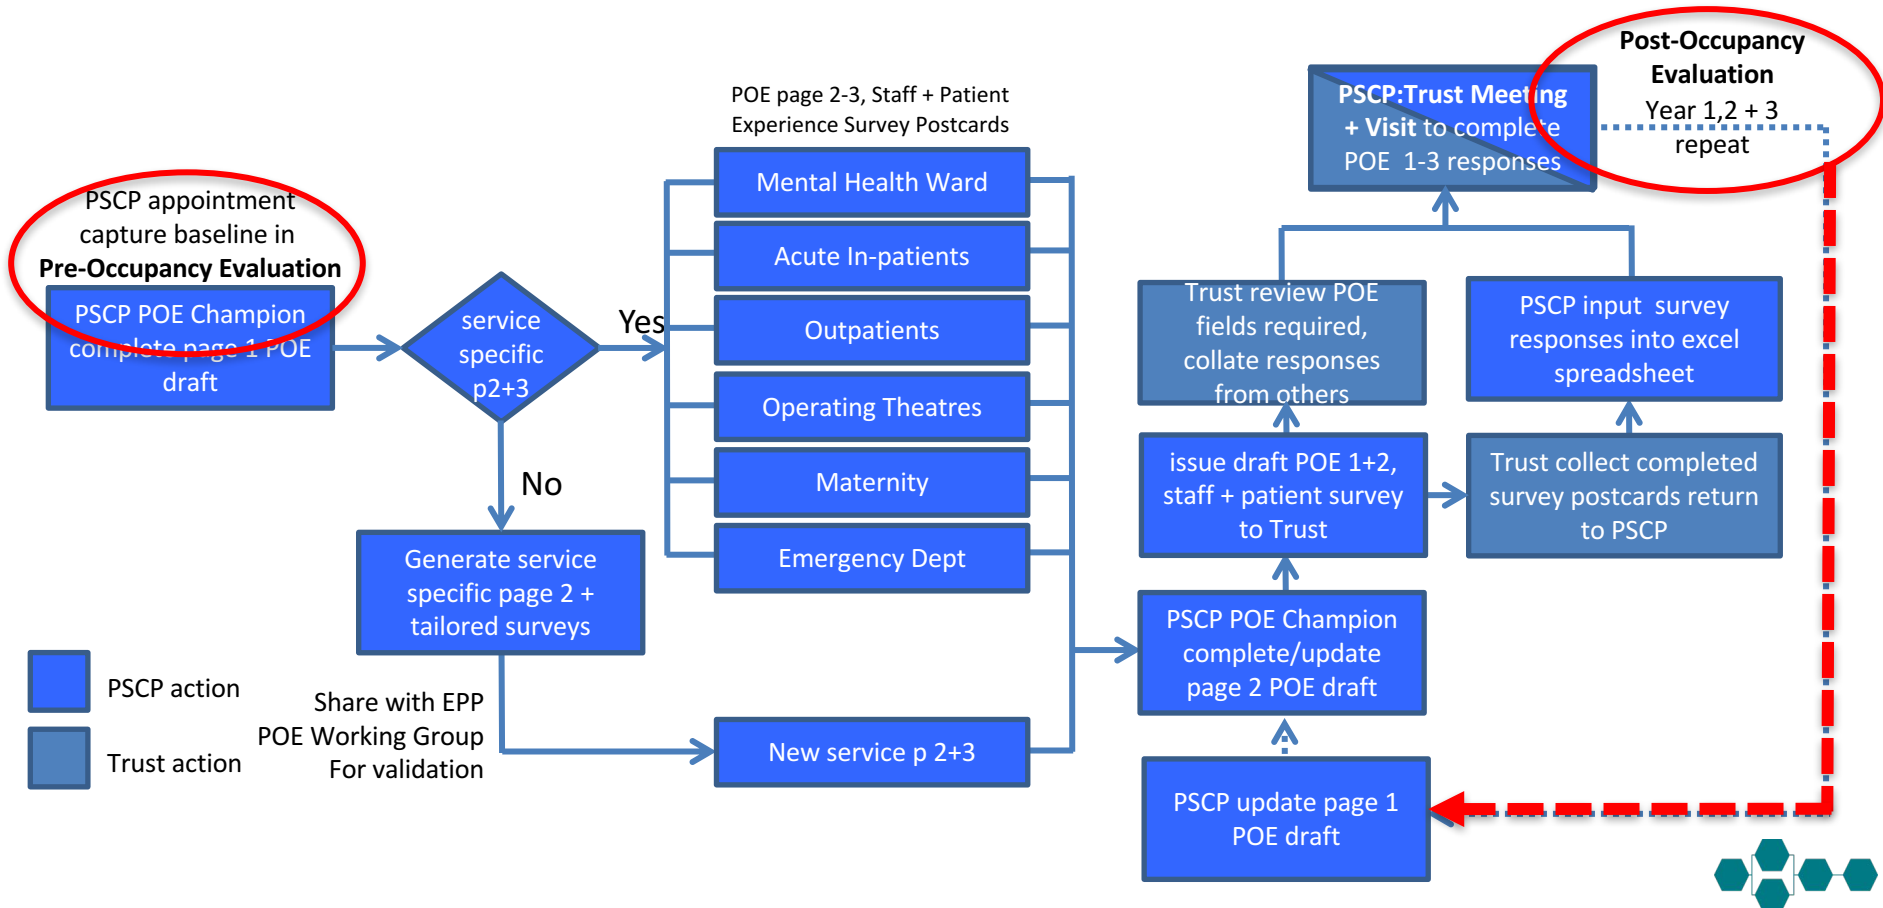 PSCP appointment
capture baseline in
Pre-Occupancy Evaluation
PSCP POE Champion
complete page 1 POE
draft
service
specific
p2+3
Yes
No
Generate service
specific page 2 +
tailored surveys
Share with EPP
POE Working Group
For validation
PSCP action
Trust action
POE page 2-3, Staff + Patient
Experience Survey Postcards
Mental Health Ward
Acute In-patients
Outpatients
Operating Theatres
Maternity
Emergency Dept
New service p 2+3
PSCP:Trust Meeting
+ Visit to complete
POE 1-3 responses
Post-Occupancy
Evaluation
Year 1,2 + 3
repeat
Trust review POE
fields required,
collate responses
from others
PSCP input survey
responses into excel
spreadsheet
issue draft POE 1+2,
staff + patient survey
to Trust
Trust collect completed
survey postcards return
to PSCP
PSCP POE Champion
complete/update
page 2 POE draft
PSCP update page 1
POE draft